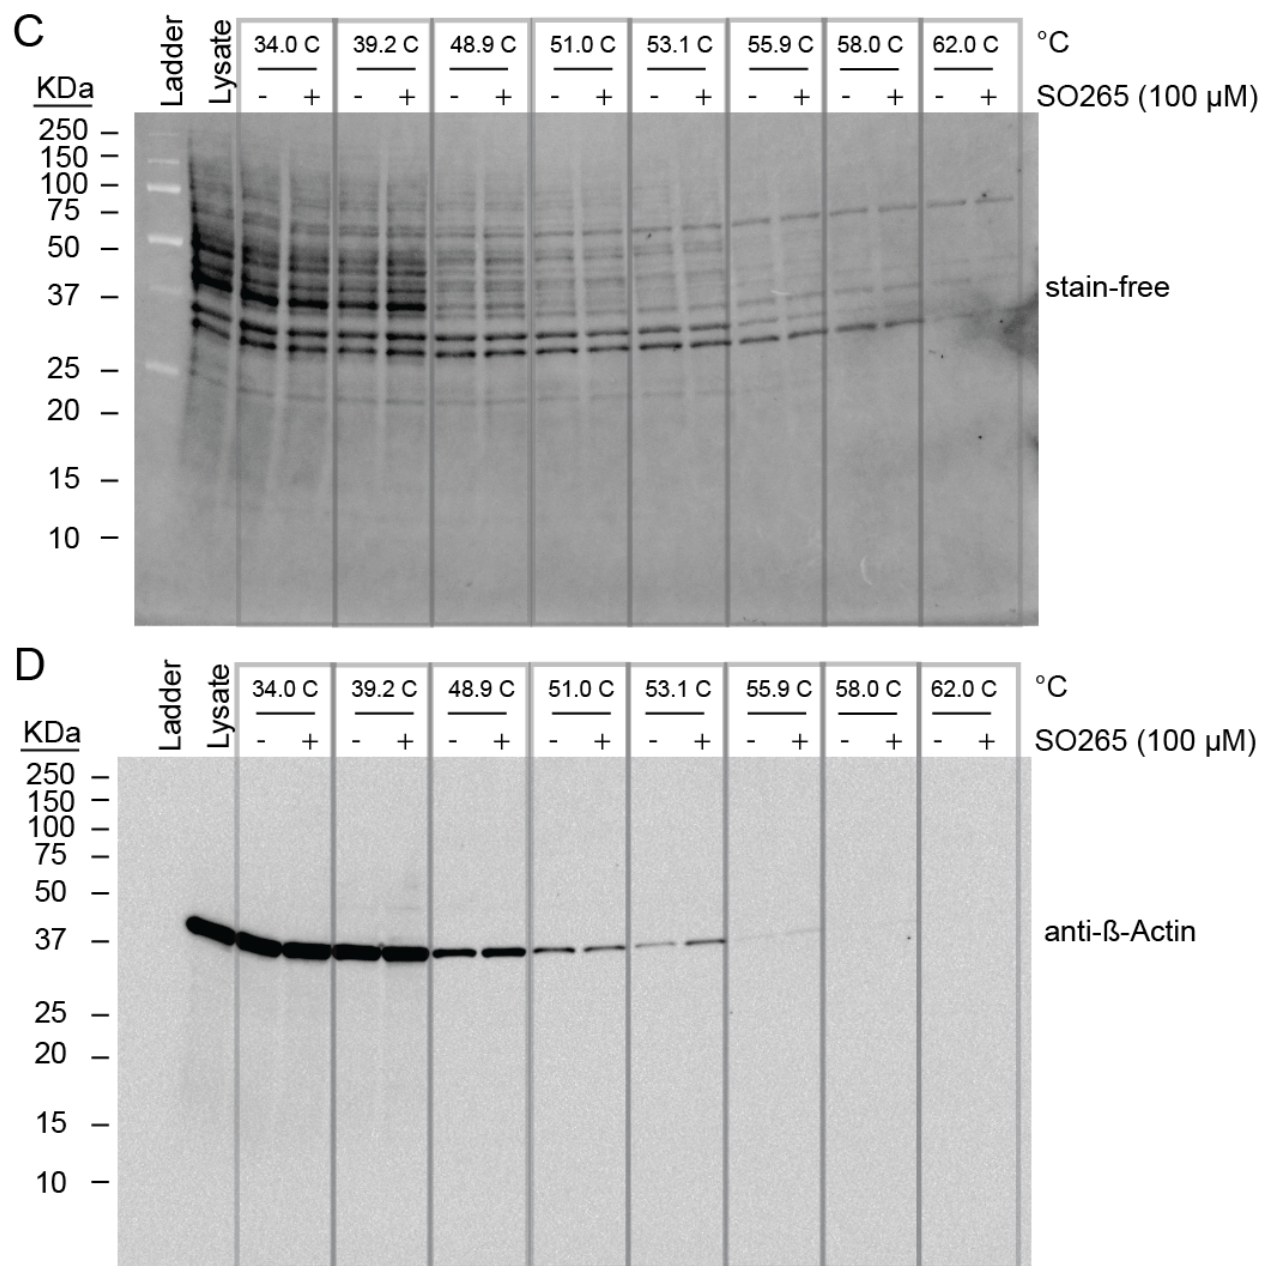 C
Ladder
Lysate
34.0 C 39.2 C 48.9 C 51.0 C 53.1 C 55.9 C 58.0 C 62.0 C °C
KDa - + - + - + - + - + - + - + - + SO265 (100 µM)
250
150
100
75
50
37 stain-free
25
20
15
10
D
Ladder
Lysate
34.0 C 39.2 C 48.9 C 51.0 C 53.1 C 55.9 C 58.0 C 62.0 C °C
KDa - + - + - + - + - + - + - + - + SO265 (100 µM)
250
150
100
75
50
37 anti-ß-Actin
25
20
15
10